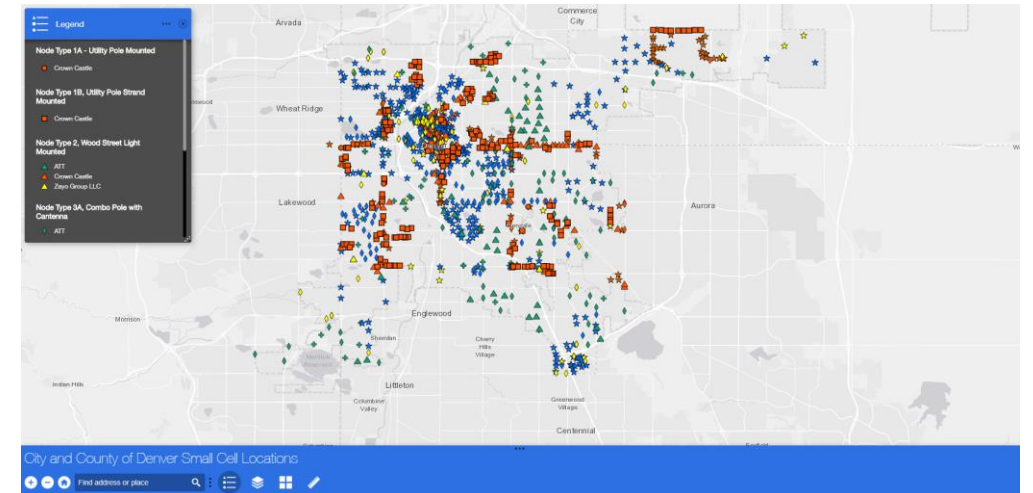 Legend
Node Type 1A - Utility Pole Mounted
Crown Castle
Node Type 1B, Utility Pole Strand
Mounted
Crown Castle
Node Type 2, Wood Street Light
Mounted
ATT
Crown Castle
Zayo Group LLC
Node Type 3A, Combo Pole with
Cantenna
ATT
Arvada
Commerce
City
Wheat Ridge
Lakewood
Aurora
Morrison
Englewood
Sheridan
Cherry
Hills
Village
Indian Hills
Littleton
Columbine
Valley
Greenwood
Village
Centennial
City and County of Denver Small Cell Locations
Find address or place